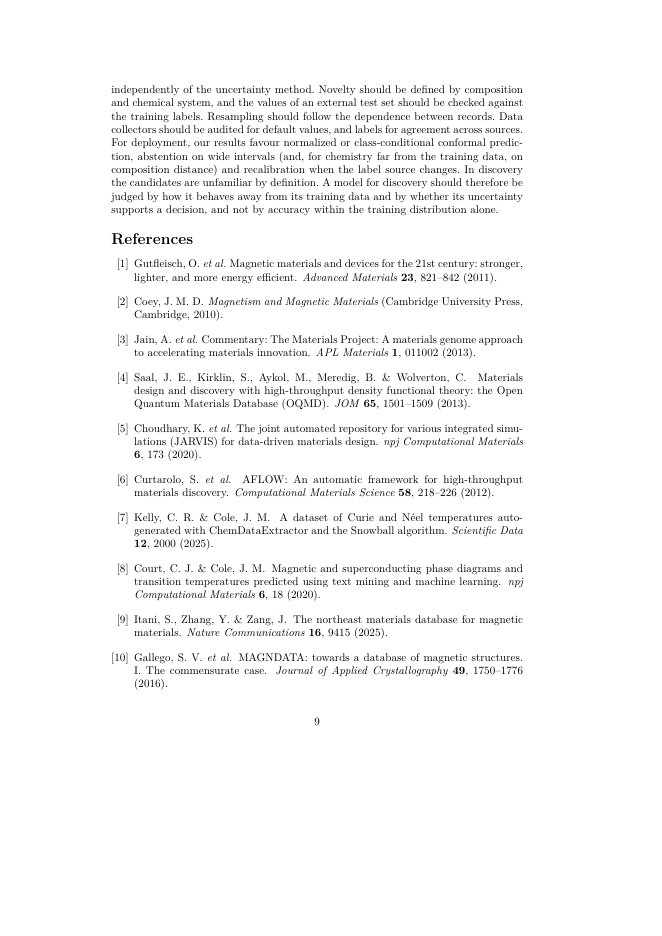 independently of the uncertainty method. Novelty should be defined by composition
and chemical system, and the values of an external test set should be checked against
the training labels. Resampling should follow the dependence between records. Data
collectors should be audited for default values, and labels for agreement across sources.
For deployment, our results favour normalized or class-conditional conformal predic-
tion, abstention on wide intervals (and, for chemistry far from the training data, on
composition distance) and recalibration when the label source changes. In discovery
the candidates are unfamiliar by definition. A model for discovery should therefore be
judged by how it behaves away from its training data and by whether its uncertainty
supports a decision, and not by accuracy within the training distribution alone.
References
[1] Gutfleisch, O. et al. Magnetic materials and devices for the 21st century: stronger,
lighter, and more energy efficient. Advanced Materials 23, 821–842 (2011).
[2] Coey, J. M. D. Magnetism and Magnetic Materials (Cambridge University Press,
Cambridge, 2010).
[3] Jain, A. et al. Commentary: The Materials Project: A materials genome approach
to accelerating materials innovation. APL Materials 1, 011002 (2013).
[4] Saal, J. E., Kirklin, S., Aykol, M., Meredig, B. & Wolverton, C. Materials
design and discovery with high-throughput density functional theory: the Open
Quantum Materials Database (OQMD). JOM 65, 1501–1509 (2013).
[5] Choudhary, K. et al. The joint automated repository for various integrated simu-
lations (JARVIS) for data-driven materials design. npj Computational Materials
6, 173 (2020).
[6] Curtarolo, S. et al. AFLOW: An automatic framework for high-throughput
materials discovery. Computational Materials Science 58, 218–226 (2012).
[7] Kelly, C. R. & Cole, J. M. A dataset of Curie and Néel temperatures auto-
generated with ChemDataExtractor and the Snowball algorithm. Scientific Data
12, 2000 (2025).
[8] Court, C. J. & Cole, J. M. Magnetic and superconducting phase diagrams and
transition temperatures predicted using text mining and machine learning. npj
Computational Materials 6, 18 (2020).
[9] Itani, S., Zhang, Y. & Zang, J. The northeast materials database for magnetic
materials. Nature Communications 16, 9415 (2025).
[10] Gallego, S. V. et al. MAGNDATA: towards a database of magnetic structures.
I. The commensurate case. Journal of Applied Crystallography 49, 1750–1776
(2016).
9